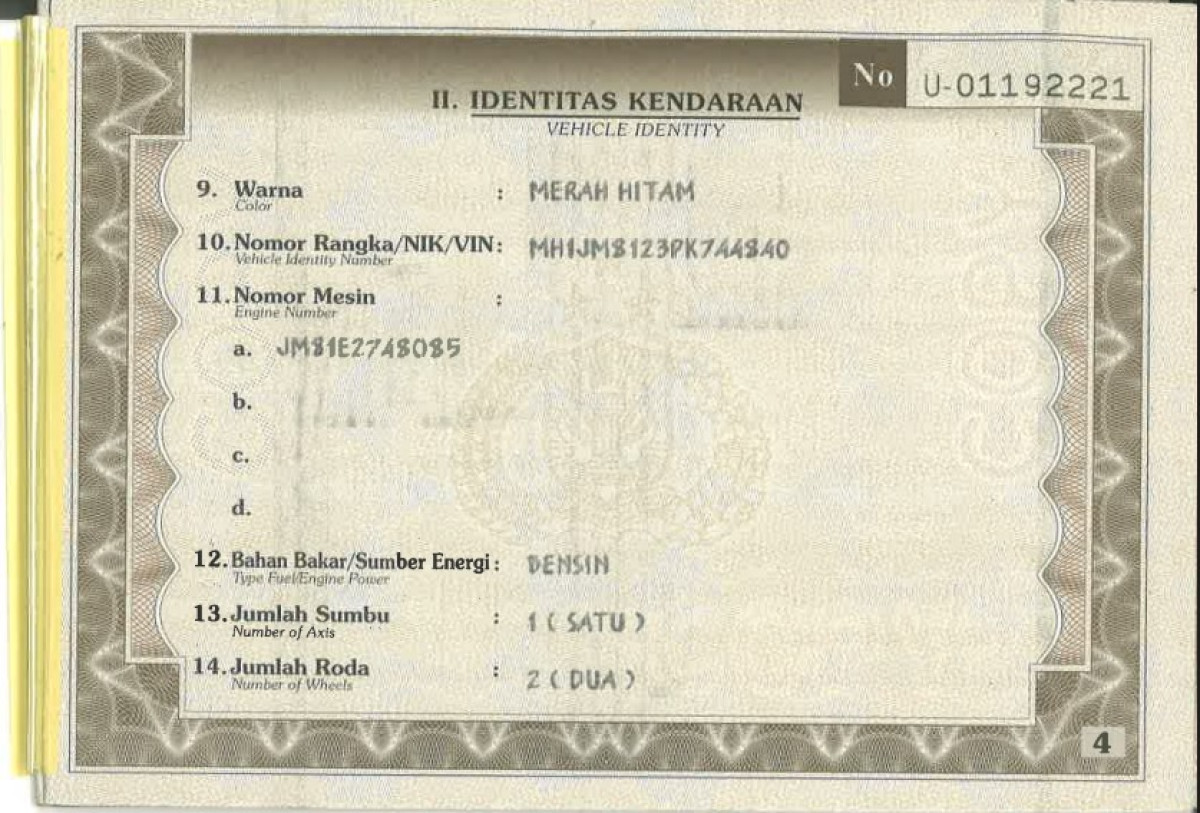 No U-01192221
II. IDENTITAS KENDARAAN
VEHICLE IDENTITY
9. Warna : MERAH HITAM
Color
10. Nomor Rangka/NIK/VIN: MH1JM8123PK744840
Vehicle Identity Number
11. Nomor Mesin :
Engine Number
a. JM81E2748085
b.
c.
d.
12. Bahan Bakar/Sumber Energi : BENSIN
Type Fuel/Engine Power
13. Jumlah Sumbu : 1 ( SATU )
Number of Axis
14. Jumlah Roda : 2 ( DUA )
Number of Wheels
4